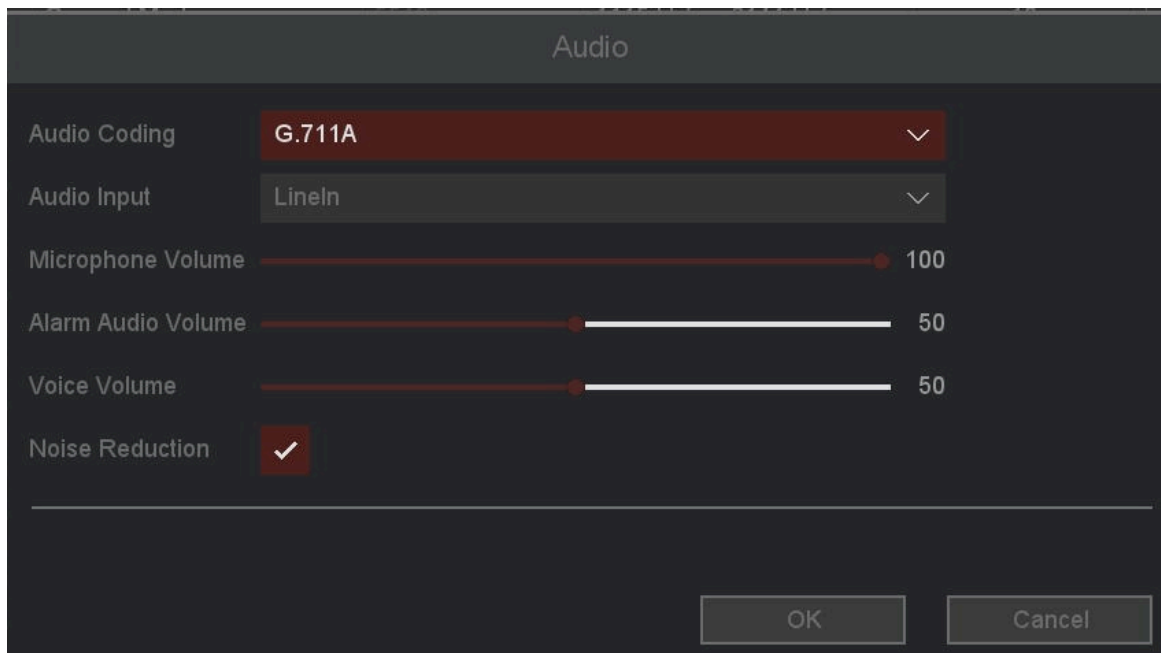 Audio
Audio Coding G.711A
Audio Input LineIn
Microphone Volume 100
Alarm Audio Volume 50
Voice Volume 50
Noise Reduction
OK Cancel